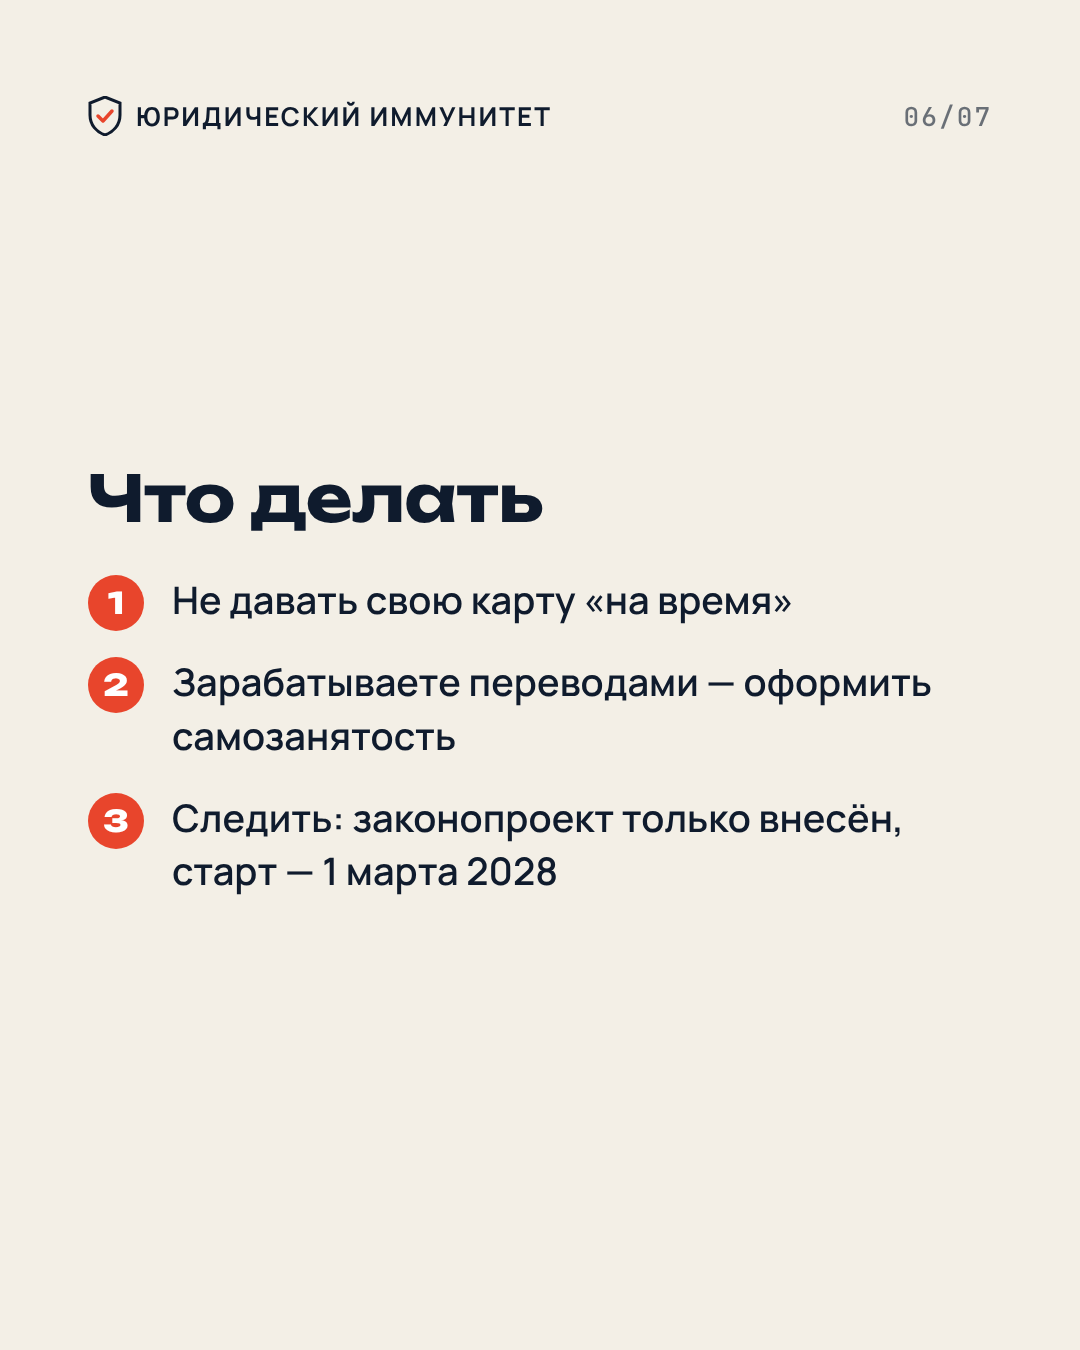 ЮРИДИЧЕСКИЙ ИММУНИТЕТ
06/07
Что делать
1 Не давать свою карту «на время»
2 Зарабатываете переводами — оформить
самозанятость
3 Следить: законопроект только внесён,
старт — 1 марта 2028